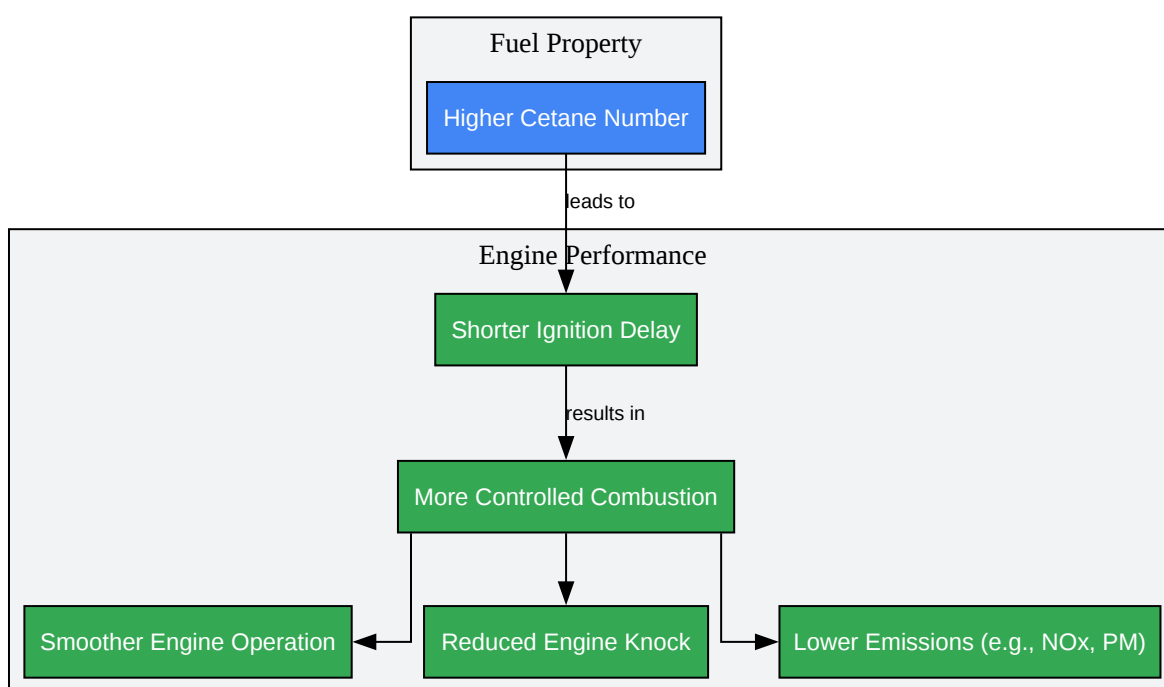 Fuel Property
Higher Cetane Number
leads to
Engine Performance
Shorter Ignition Delay
results in
More Controlled Combustion
Smoother Engine Operation
Reduced Engine Knock
Lower Emissions (e.g., NOx, PM)